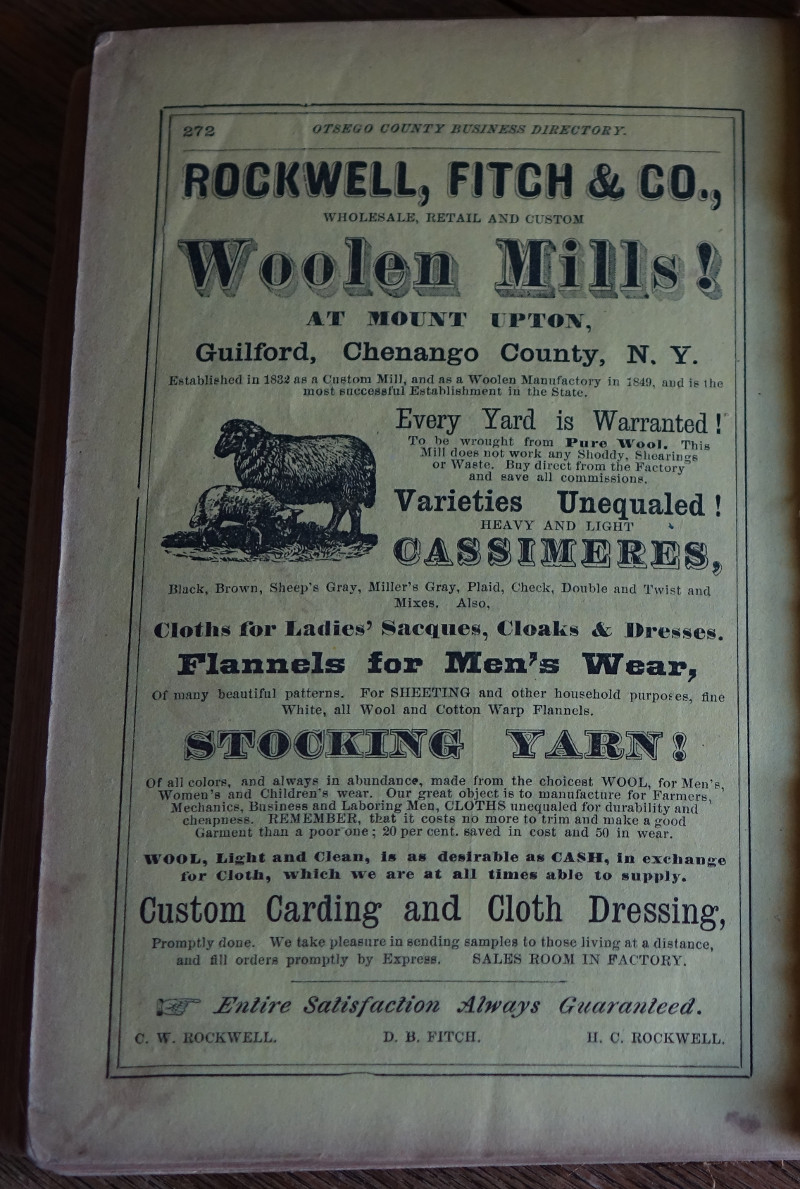 272 OTSEGO COUNTY BUSINESS DIRECTORY.
ROCKWELL, FITCH & CO.,
WHOLESALE, RETAIL AND CUSTOM
Woolen Mills!
AT MOUNT UPTON,
Guilford, Chenango County, N. Y.
Established in 1832 as a Custom Mill, and as a Woolen Manufactory in 1849, and is the
most successful Establishment in the State.
Every Yard is Warranted!
To be wrought from Pure Wool. This
Mill does not work any Shoddy, Shearings
or Waste. Buy direct from the Factory
and save all commissions.
Varieties Unequaled!
HEAVY AND LIGHT
CASSIMERES,
Black, Brown, Sheep's Gray, Miller's Gray, Plaid, Check, Double and Twist and
Mixes. Also,
Cloths for Ladies' Sacques, Cloaks & Dresses.
Flannels for Men's Wear,
Of many beautiful patterns. For SHEETING and other household purposes, fine
White, all Wool and Cotton Warp Flannels.
STOCKING YARN!
Of all colors, and always in abundance, made from the choicest WOOL, for Men's,
Women's and Children's wear. Our great object is to manufacture for Farmers,
Mechanics, Business and Laboring Men, CLOTHS unequaled for durability and
cheapness. REMEMBER, that it costs no more to trim and make a good
Garment than a poor one; 20 per cent. saved in cost and 50 in wear.
WOOL, Light and Clean, is as desirable as CASH, in exchange
for Cloth, which we are at all times able to supply.
Custom Carding and Cloth Dressing,
Promptly done. We take pleasure in sending samples to those living at a distance,
and fill orders promptly by Express. SALES ROOM IN FACTORY.
Entire Satisfaction Always Guaranteed.
C. W. ROCKWELL. D. B. FITCH. H. C. ROCKWELL.